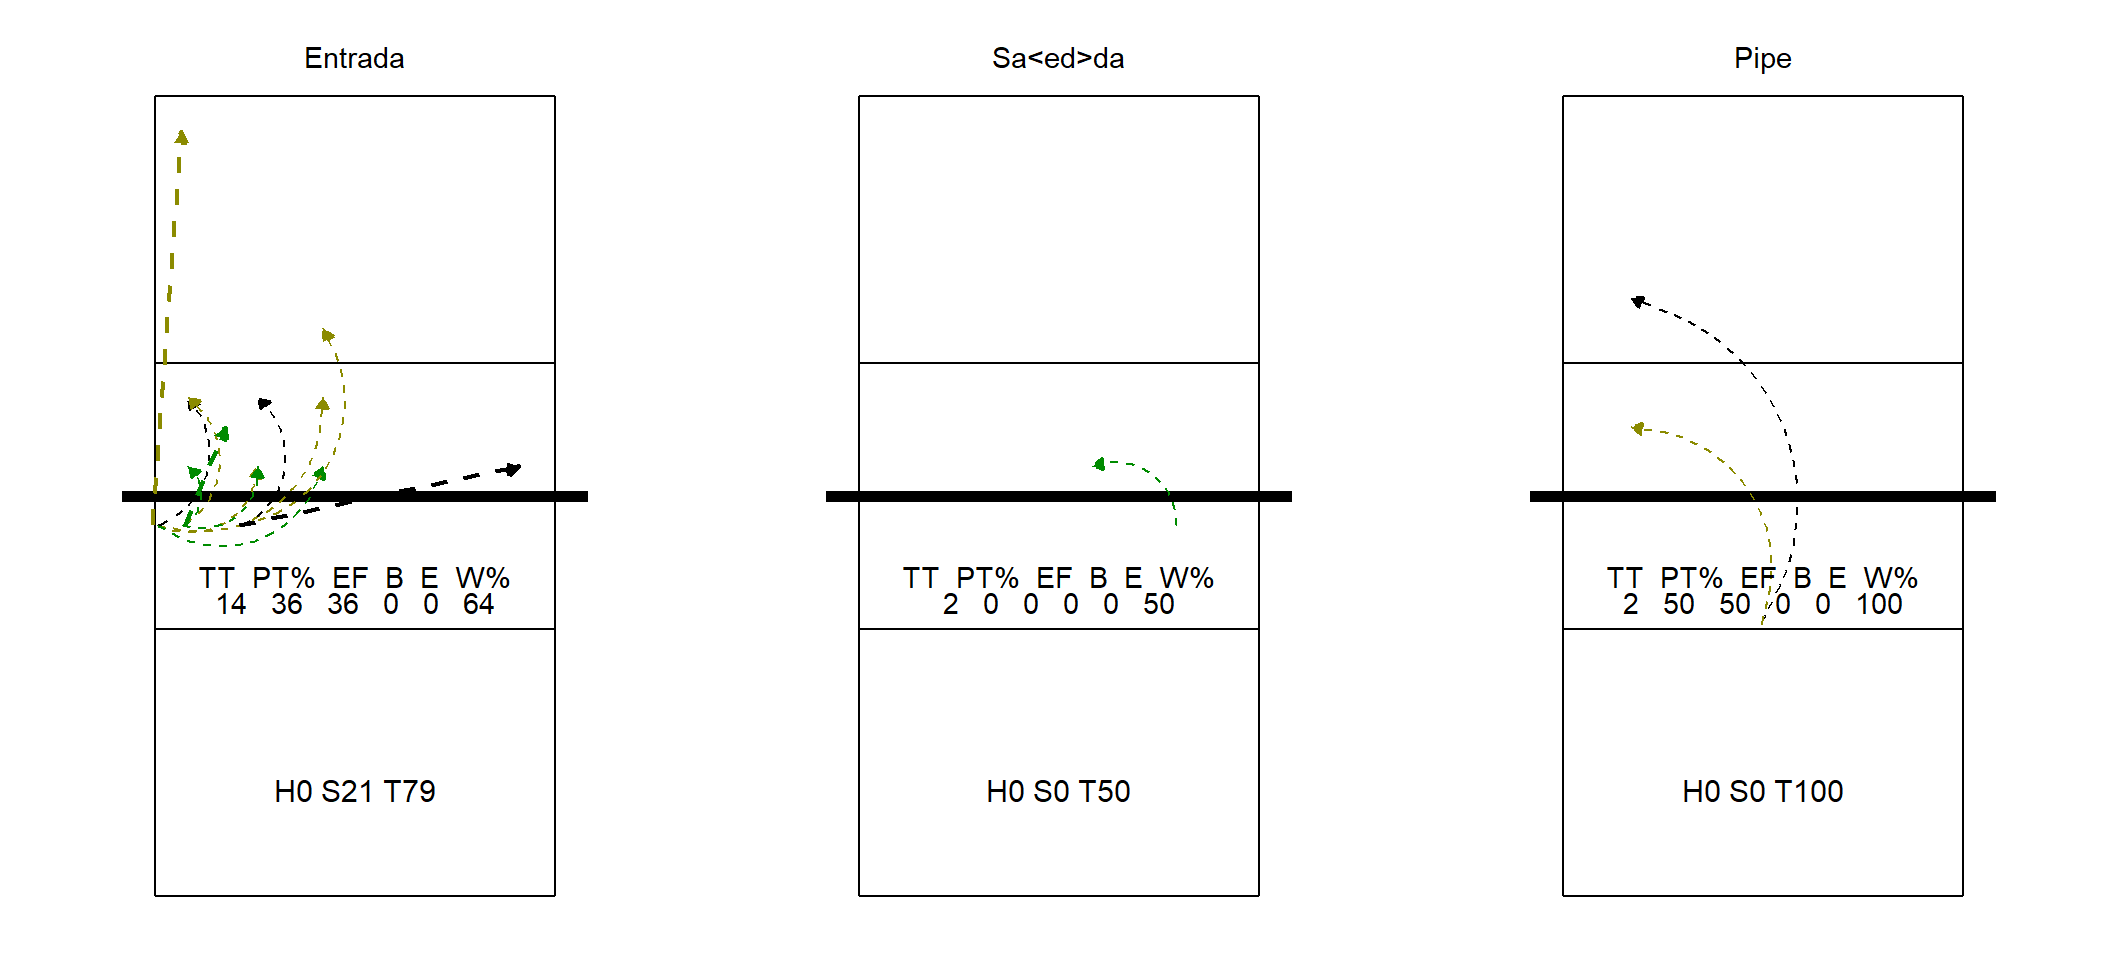 Entrada
TT PT% EF B E W%
14 36 36 0 0 64
H0 S21 T79
Sa<ed>da
TT PT% EF B E W%
2 0 0 0 0 50
H0 S0 T50
Pipe
TT PT% EF B E W%
2 50 50 0 0 100
H0 S0 T100